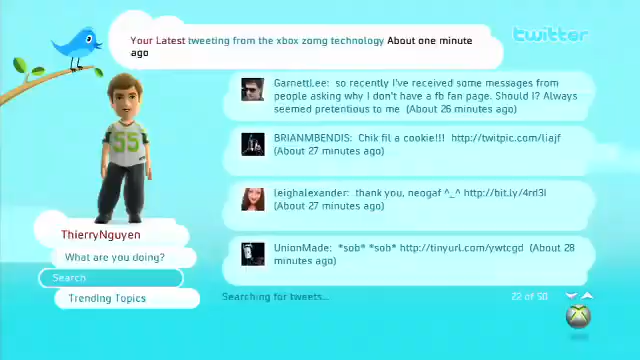 Your Latest tweeting from the xbox zomg technology About one minute
ago
twitter
GarnettLee: so recently I've received some messages from
people asking why I don't have a fb fan page. Should I? Always
seemed pretentious to me (About 26 minutes ago)
BRIANMBENDIS: Chik fil a cookie!!! http://twitpic.com/liajf
(About 27 minutes ago)
leighalexander: thank you, neogaf ^_^ http://bit.ly/4rd3l
(About 27 minutes ago)
UnionMade: *sob* *sob* http://tinyurl.com/ywtcgd (About 28
minutes ago)
ThierryNguyen
What are you doing?
Search
Trending Topics
Searching for tweets...
22 of 50
55